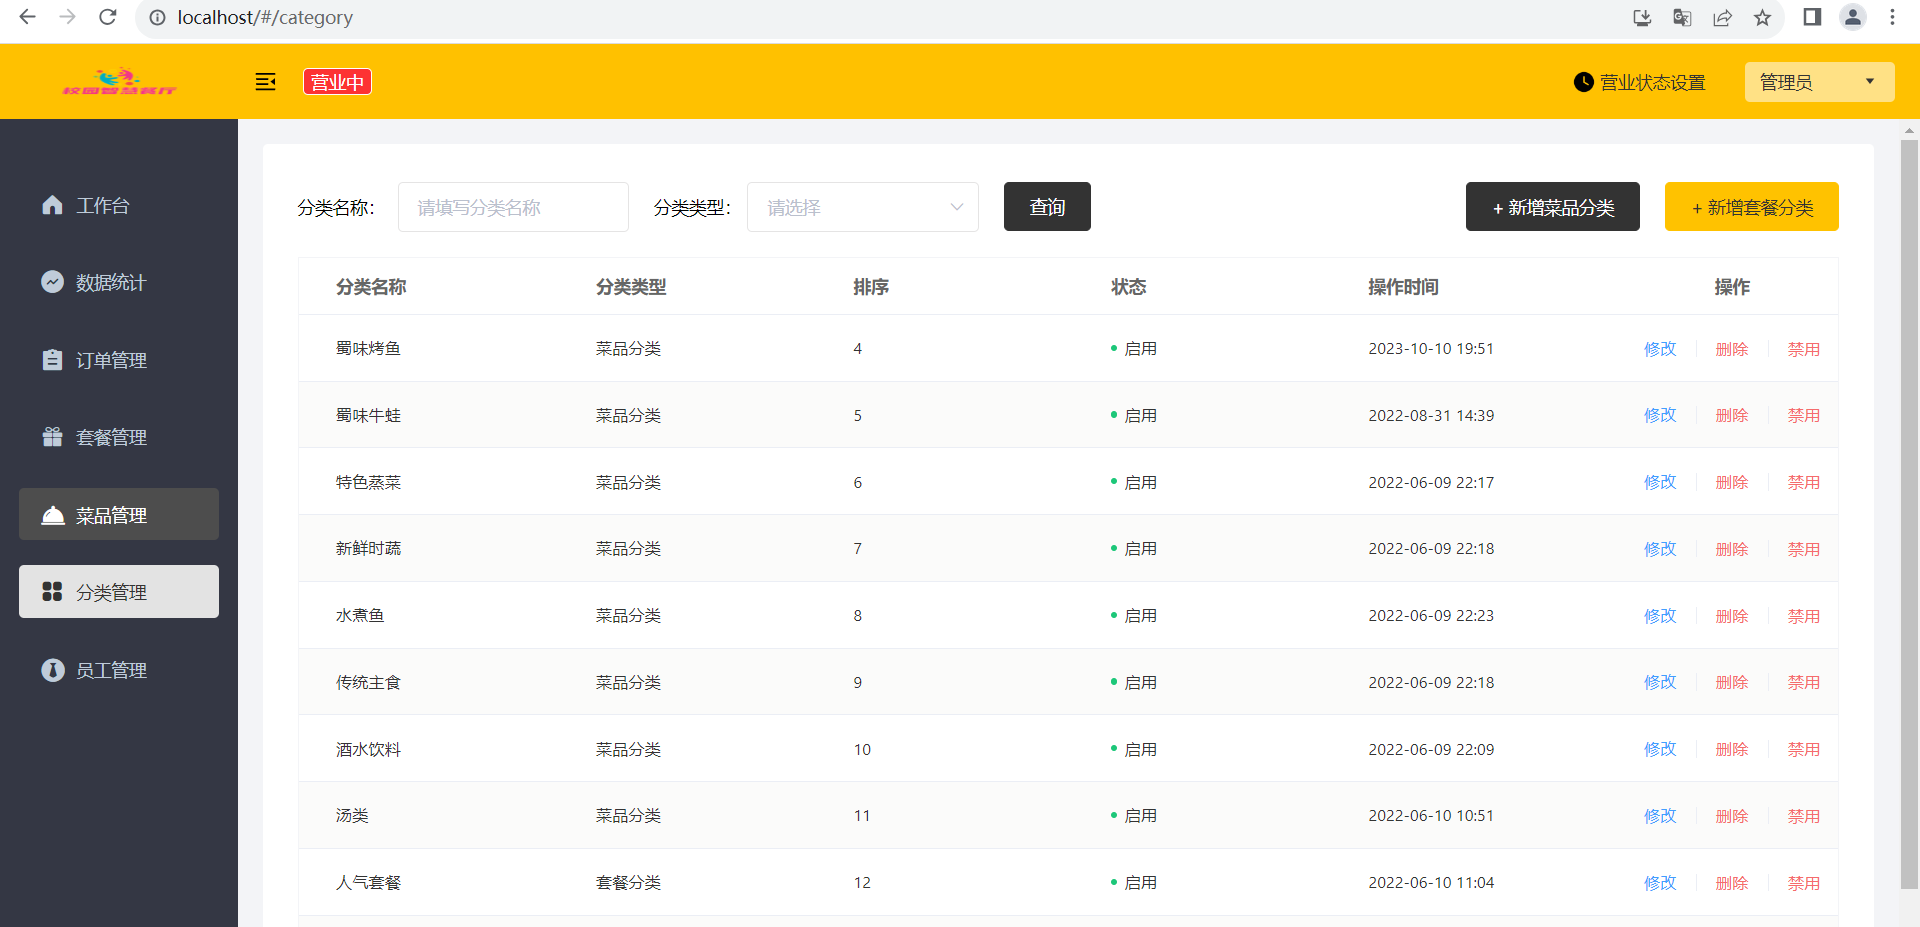 localhost/#/category
校园智慧餐厅
营业中
营业状态设置
管理员
工作台
数据统计
订单管理
套餐管理
菜品管理
分类管理
员工管理
分类名称: 请填写分类名称 分类类型: 请选择 查询 + 新增菜品分类 + 新增套餐分类
分类名称 分类类型 排序 状态 操作时间 操作
蜀味烤鱼 菜品分类 4 启用 2023-10-10 19:51 修改 删除 禁用
蜀味牛蛙 菜品分类 5 启用 2022-08-31 14:39 修改 删除 禁用
特色蒸菜 菜品分类 6 启用 2022-06-09 22:17 修改 删除 禁用
新鲜时蔬 菜品分类 7 启用 2022-06-09 22:18 修改 删除 禁用
水煮鱼 菜品分类 8 启用 2022-06-09 22:23 修改 删除 禁用
传统主食 菜品分类 9 启用 2022-06-09 22:18 修改 删除 禁用
酒水饮料 菜品分类 10 启用 2022-06-09 22:09 修改 删除 禁用
汤类 菜品分类 11 启用 2022-06-10 10:51 修改 删除 禁用
人气套餐 套餐分类 12 启用 2022-06-10 11:04 修改 删除 禁用